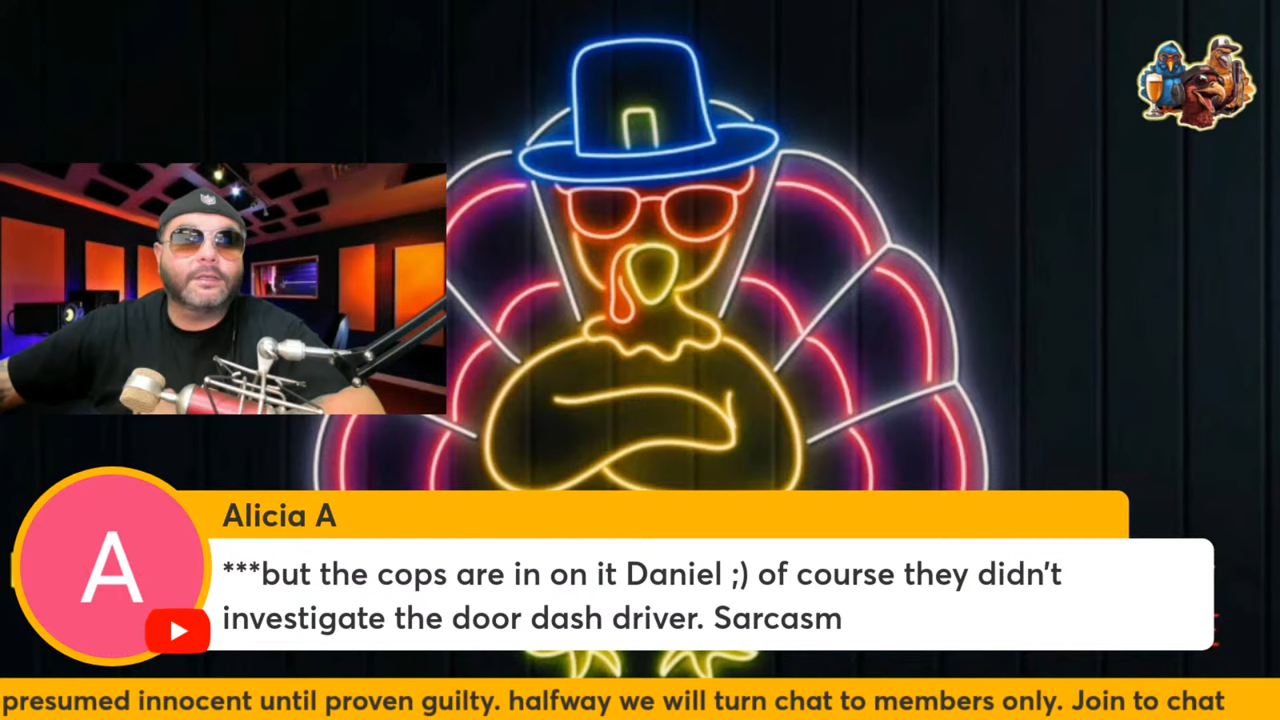 Alicia A
***but the cops are in on it Daniel ;) of course they didn't
investigate the door dash driver. Sarcasm
presumed innocent until proven guilty. halfway we will turn chat to members only. Join to chat